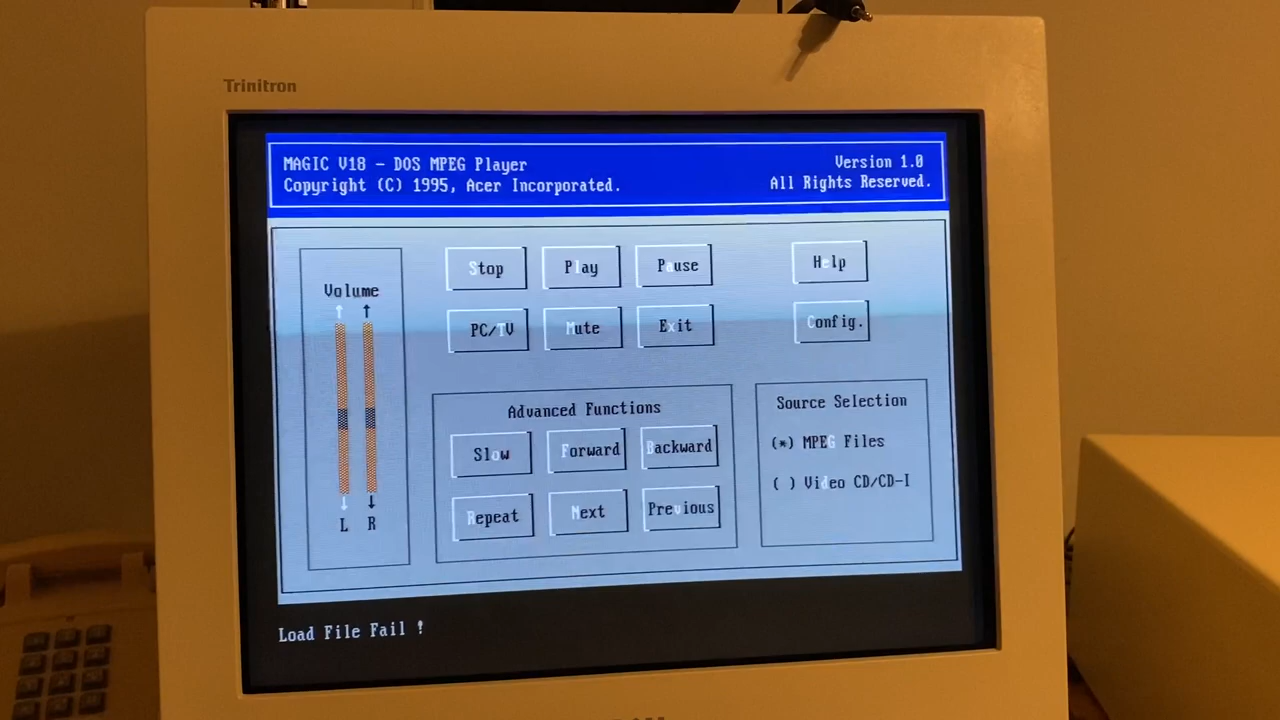 Trinitron
MAGIC V18 - DOS MPEG Player
Version 1.0
Copyright (C) 1995, Acer Incorporated.
All Rights Reserved.
Volume
L R
Stop Play Pause Help
PC/TV Mute Exit Config.
Advanced Functions
Slow Forward Backward
Repeat Next Previous
Source Selection
(*) MPEG Files
( ) Video CD/CD-I
Load File Fail !